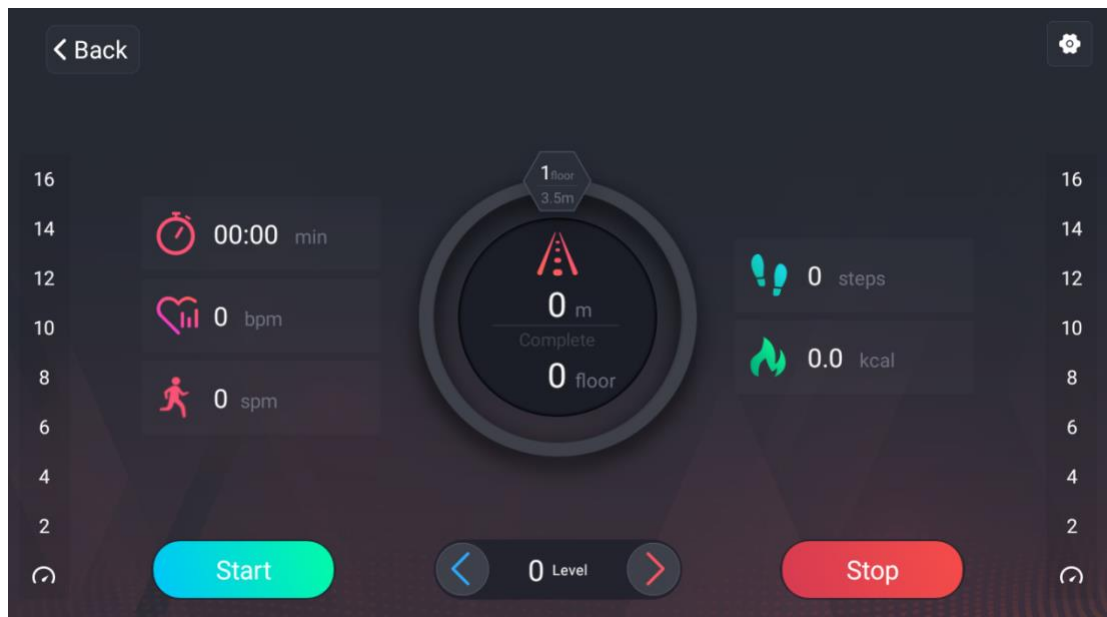 Back
16
14
12
10
8
6
4
2
00:00 min
0 bpm
0 spm
1 floor
3.5m
0 m
Complete
0 floor
0 steps
0.0 kcal
16
14
12
10
8
6
4
2
Start
0 Level
Stop